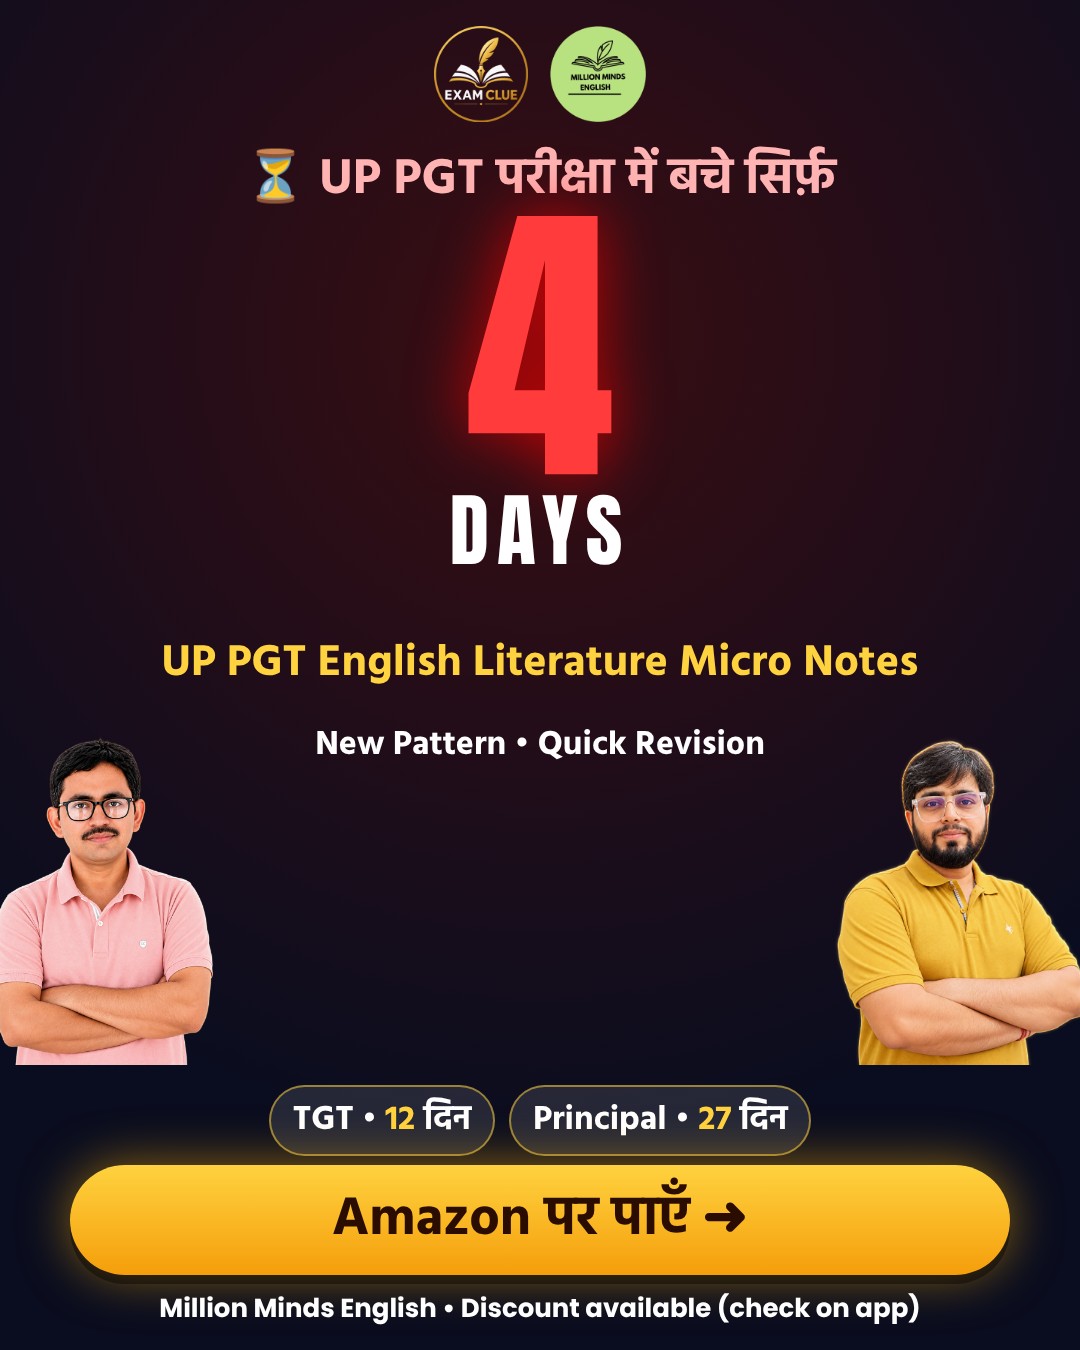 EXAM CLUE
MILLION MINDS
ENGLISH
⏳ UP PGT परीक्षा में बचे सिर्फ़
4
DAYS
UP PGT English Literature Micro Notes
New Pattern • Quick Revision
TGT • 12 दिन
Principal • 27 दिन
Amazon पर पाएँ ➜
Million Minds English • Discount available (check on app)